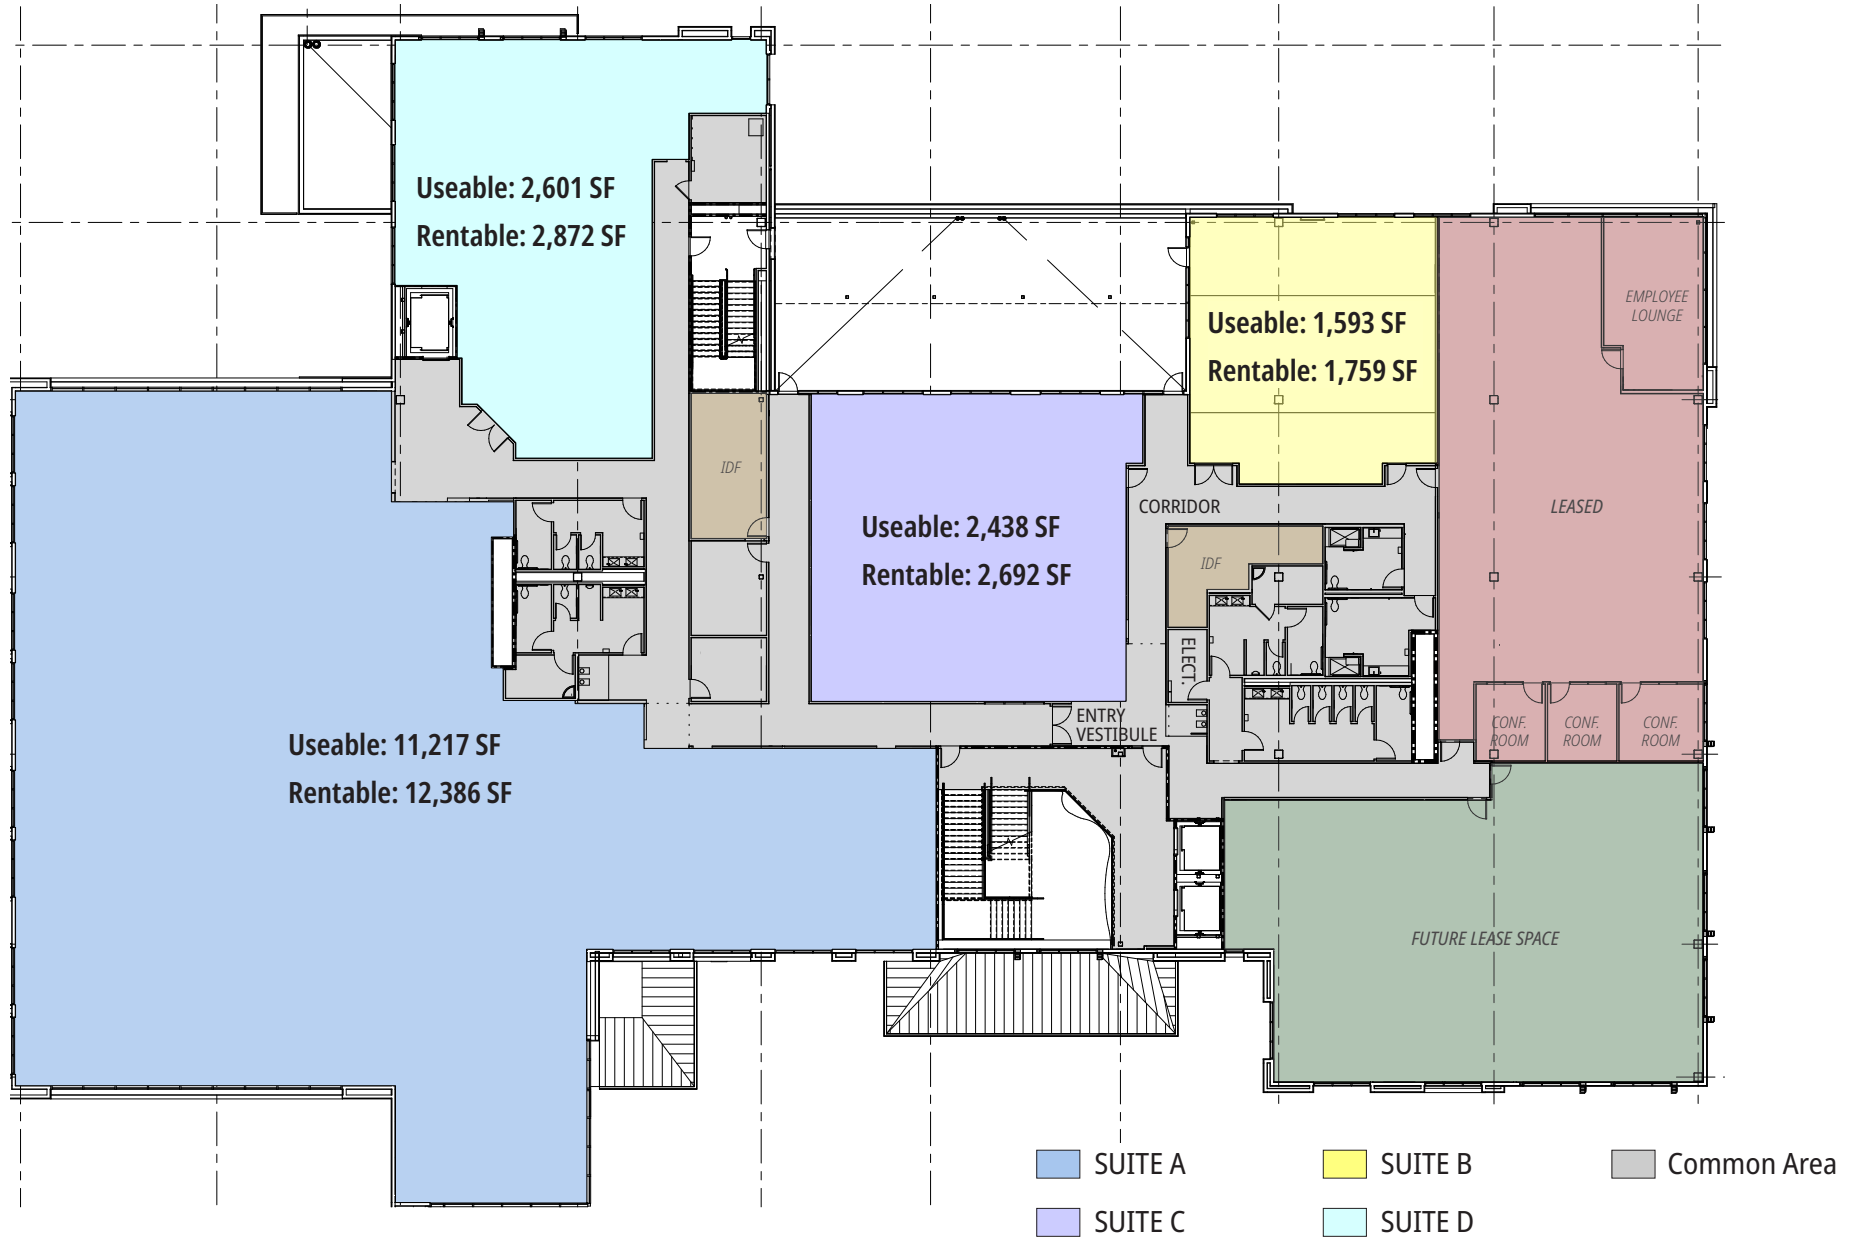 Useable: 2,601 SF
Rentable: 2,872 SF
EMPLOYEE
LOUNGE
Useable: 1,593 SF
Rentable: 1,759 SF
IDF
LEASED
CORRIDOR
Useable: 2,438 SF
Rentable: 2,692 SF
IDF
ELECT.
ENTRY
VESTIBULE
CONF.
ROOM
CONF.
ROOM
CONF.
ROOM
Useable: 11,217 SF
Rentable: 12,386 SF
FUTURE LEASE SPACE
SUITE A
SUITE B
Common Area
SUITE C
SUITE D